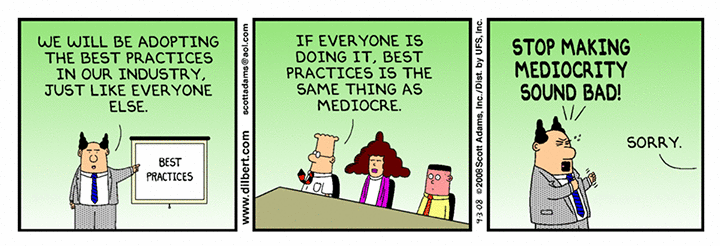 WE WILL BE ADOPTING
THE BEST PRACTICES
IN OUR INDUSTRY,
JUST LIKE EVERYONE
ELSE.
BEST
PRACTICES
www.dilbert.com scottadams@aol.com
IF EVERYONE IS
DOING IT, BEST
PRACTICES IS THE
SAME THING AS
MEDIOCRE.
4-3-08 ©2008 Scott Adams, Inc./Dist. by UFS, Inc.
STOP MAKING
MEDIOCRITY
SOUND BAD!
SORRY.